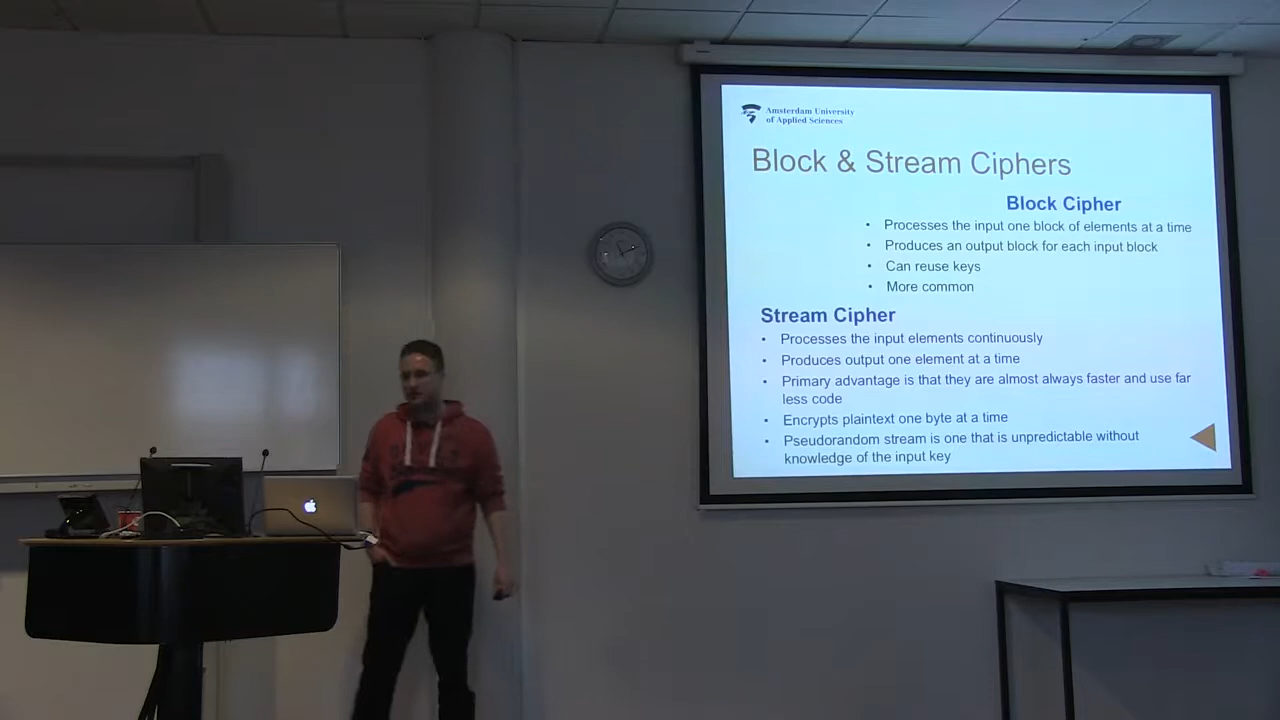 Amsterdam University
of Applied Sciences
Block & Stream Ciphers
Block Cipher
• Processes the input one block of elements at a time
• Produces an output block for each input block
• Can reuse keys
• More common
Stream Cipher
• Processes the input elements continuously
• Produces output one element at a time
• Primary advantage is that they are almost always faster and use far
less code
• Encrypts plaintext one byte at a time
• Pseudorandom stream is one that is unpredictable without
knowledge of the input key